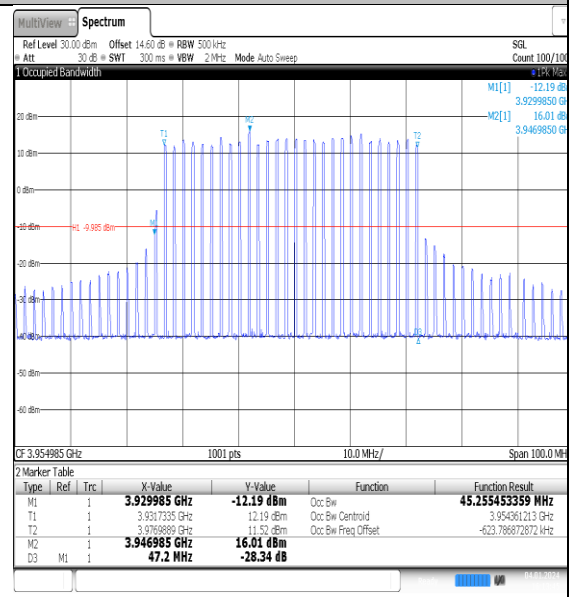 MultiView Spectrum
Ref Level 30.00 dBm Offset 14.60 dB RBW 500 kHz SGL
Att 30 dB SWT 300 ms VBW 2 MHz Mode Auto Sweep Count 100/100
1 Occupied Bandwidth 1Pk Max
M1[1] -12.19 dB
3.9299850 GH
M2[1] 16.01 dB
3.9469850 GH
20 dBm
T1
M2
T2
10 dBm
0 dBm
-10 dBm
H1 -9.985 dBm
M1
-20 dBm
-30 dBm
-40 dBm
D3
-50 dBm
-60 dBm
CF 3.954985 GHz 1001 pts 10.0 MHz/ Span 100.0 MH
2 Marker Table
Type Ref Trc X-Value Y-Value Function Function Result
M1 1 3.929985 GHz -12.19 dBm Occ Bw 45.255453359 MHz
T1 1 3.9317335 GHz 12.19 dBm Occ Bw Centroid 3.954361213 GHz
T2 1 3.9769889 GHz 11.52 dBm Occ Bw Freq Offset -623.786872872 kHz
M2 1 3.946985 GHz 16.01 dBm
D3 M1 1 47.2 MHz -28.34 dB